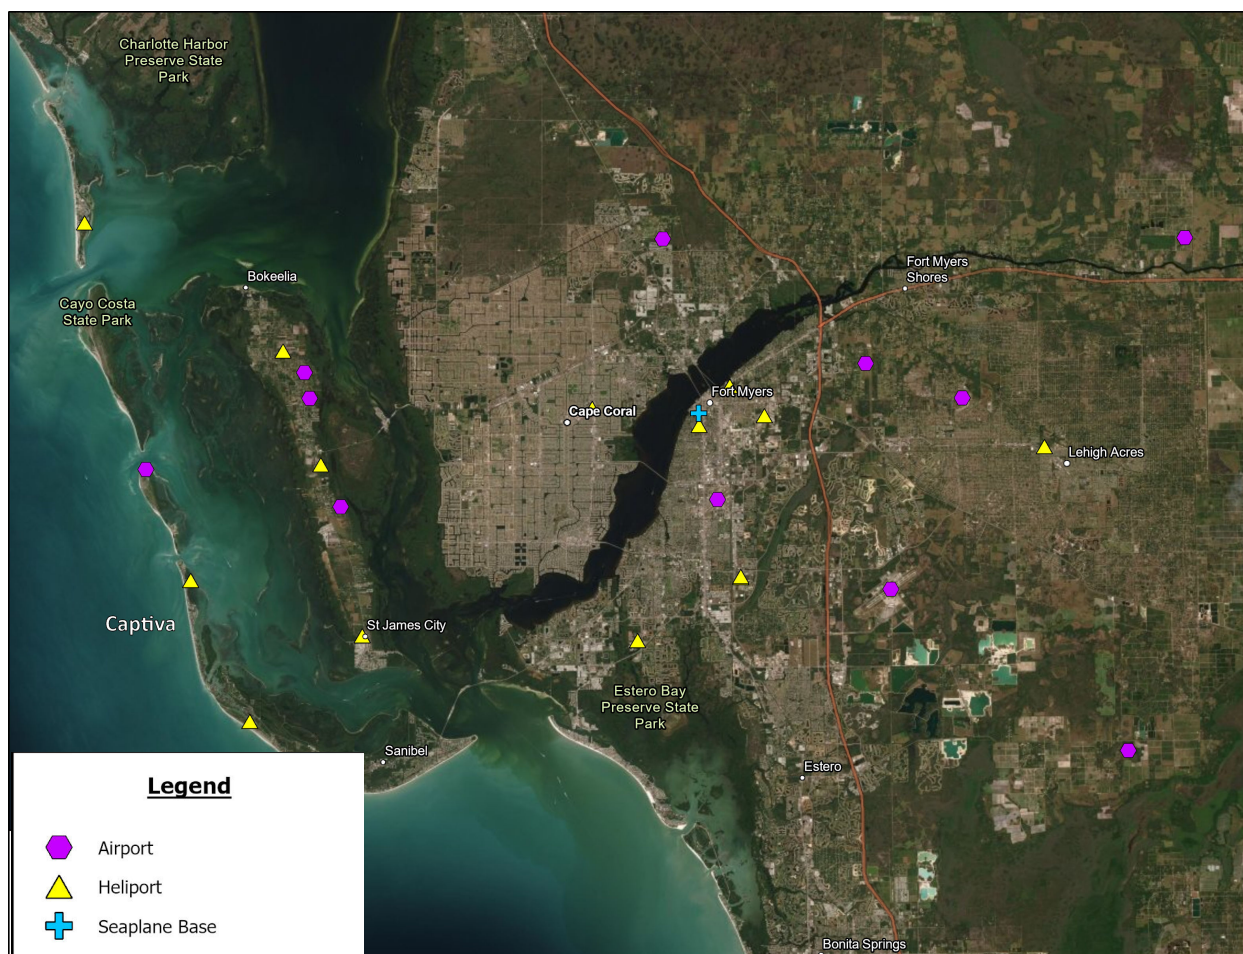 Charlotte Harbor
Preserve State
Park
Bokeelia
Fort Myers
Shores
Cayo Costa
State Park
Fort Myers
Cape Coral
Lehigh Acres
Captiva
St James City
Estero Bay
Preserve State
Park
Sanibel
Estero
Bonita Springs
Legend
Airport
Heliport
Seaplane Base